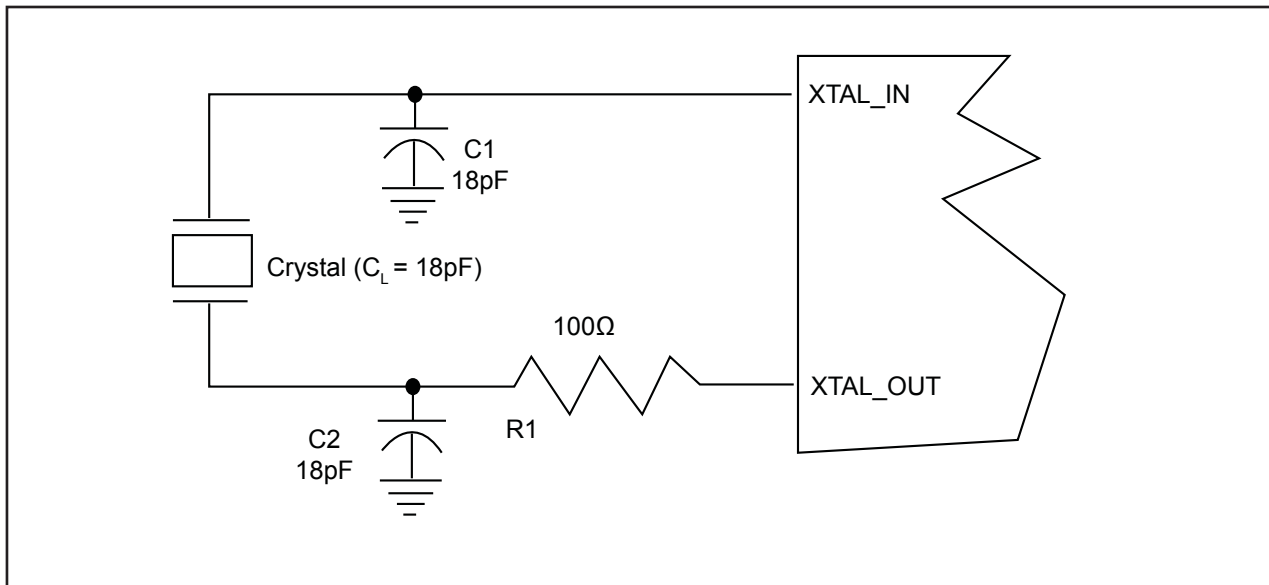 XTAL_IN
C1
18pF
Crystal (C_L = 18pF)
100Ω
XTAL_OUT
R1
C2
18pF